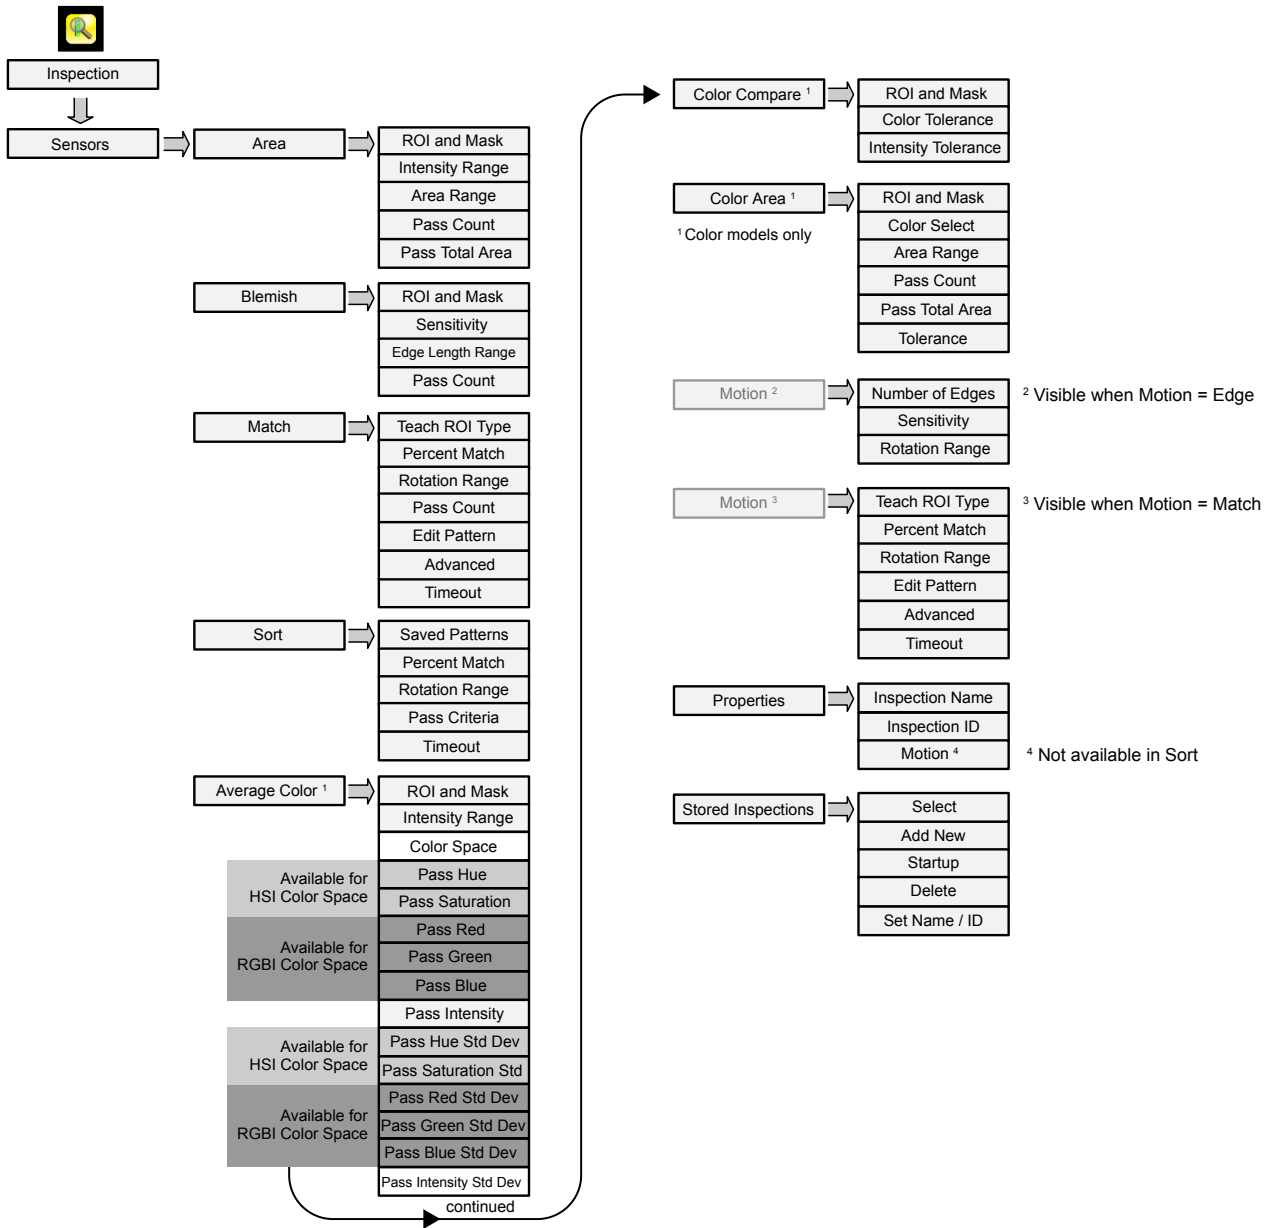 Inspection
Sensors
Area
ROI and Mask
Intensity Range
Area Range
Pass Count
Pass Total Area
Blemish
ROI and Mask
Sensitivity
Edge Length Range
Pass Count
Match
Teach ROI Type
Percent Match
Rotation Range
Pass Count
Edit Pattern
Advanced
Timeout
Sort
Saved Patterns
Percent Match
Rotation Range
Pass Criteria
Timeout
Average Color ¹
ROI and Mask
Intensity Range
Color Space
Available for
HSI Color Space
Pass Hue
Pass Saturation
Available for
RGBI Color Space
Pass Red
Pass Green
Pass Blue
Pass Intensity
Available for
HSI Color Space
Pass Hue Std Dev
Pass Saturation Std
Available for
RGBI Color Space
Pass Red Std Dev
Pass Green Std Dev
Pass Blue Std Dev
Pass Intensity Std Dev
continued
Color Compare ¹
ROI and Mask
Color Tolerance
Intensity Tolerance
Color Area ¹
¹ Color models only
ROI and Mask
Color Select
Area Range
Pass Count
Pass Total Area
Tolerance
Motion ²
Number of Edges
Sensitivity
Rotation Range
² Visible when Motion = Edge
Motion ³
Teach ROI Type
Percent Match
Rotation Range
Edit Pattern
Advanced
Timeout
³ Visible when Motion = Match
Properties
Inspection Name
Inspection ID
Motion ⁴
⁴ Not available in Sort
Stored Inspections
Select
Add New
Startup
Delete
Set Name / ID